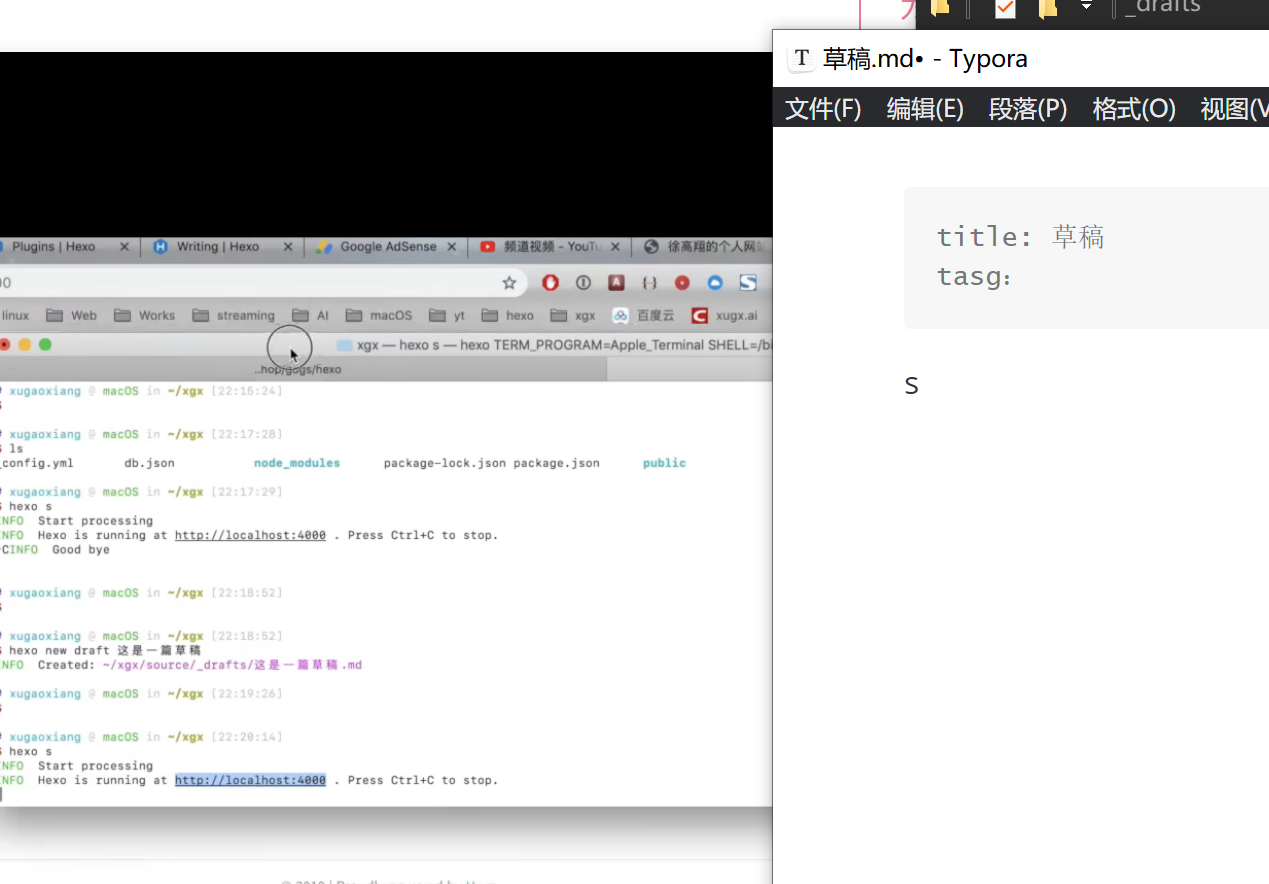 _drafts
草稿.md• - Typora
文件(F) 编辑(E) 段落(P) 格式(O) 视图(V
title: 草稿
tasg:
S
Plugins | Hexo
Writing | Hexo
Google AdSense
频道视频 - YouTu
徐高翔的个人网站
linux Web Works streaming AI macOS yt hexo xgx 百度云 xugx.ai
xgx — hexo s — hexo TERM_PROGRAM=Apple_Terminal SHELL=/bi
..hop/gogs/hexo
xugaoxiang @ macOS in ~/xgx [22:15:24]
xugaoxiang @ macOS in ~/xgx [22:17:28]
ls
_config.yml db.json node_modules package-lock.json package.json public
xugaoxiang @ macOS in ~/xgx [22:17:29]
hexo s
NFO Start processing
NFO Hexo is running at http://localhost:4000 . Press Ctrl+C to stop.
CINFO Good bye
xugaoxiang @ macOS in ~/xgx [22:18:52]
xugaoxiang @ macOS in ~/xgx [22:18:52]
hexo new draft 这是一篇草稿
NFO Created: ~/xgx/source/_drafts/这是一篇草稿.md
xugaoxiang @ macOS in ~/xgx [22:19:26]
xugaoxiang @ macOS in ~/xgx [22:20:14]
hexo s
NFO Start processing
NFO Hexo is running at http://localhost:4000 . Press Ctrl+C to stop.